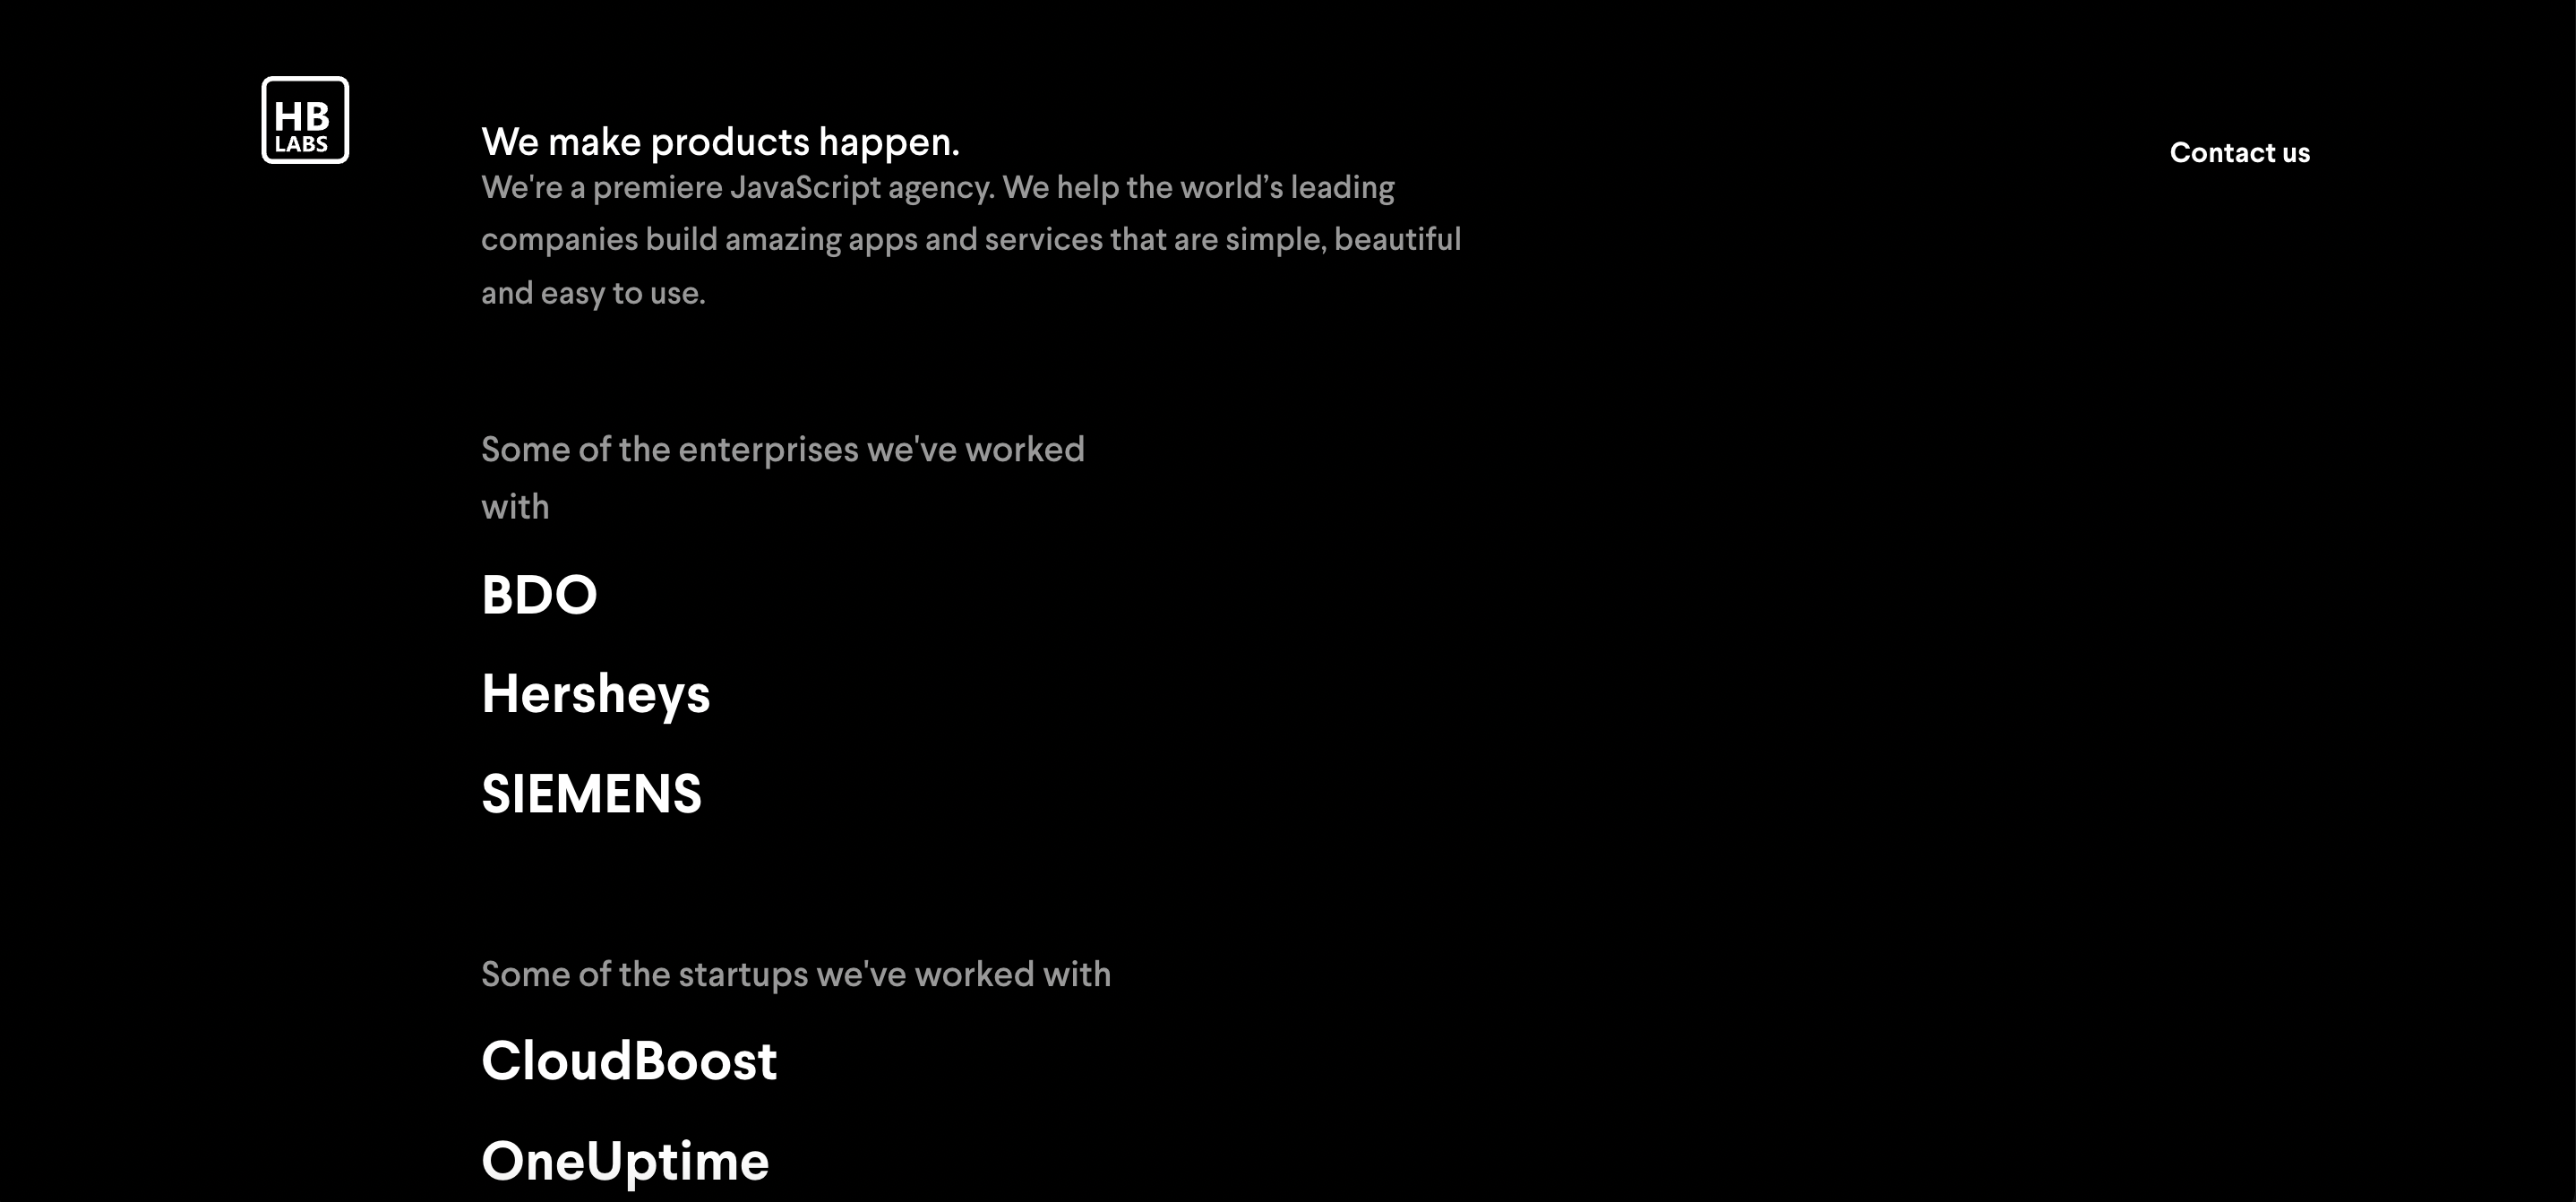 HB
LABS
We make products happen.
Contact us
We're a premiere JavaScript agency. We help the world’s leading
companies build amazing apps and services that are simple, beautiful
and easy to use.
Some of the enterprises we've worked
with
BDO
Hersheys
SIEMENS
Some of the startups we've worked with
CloudBoost
OneUptime